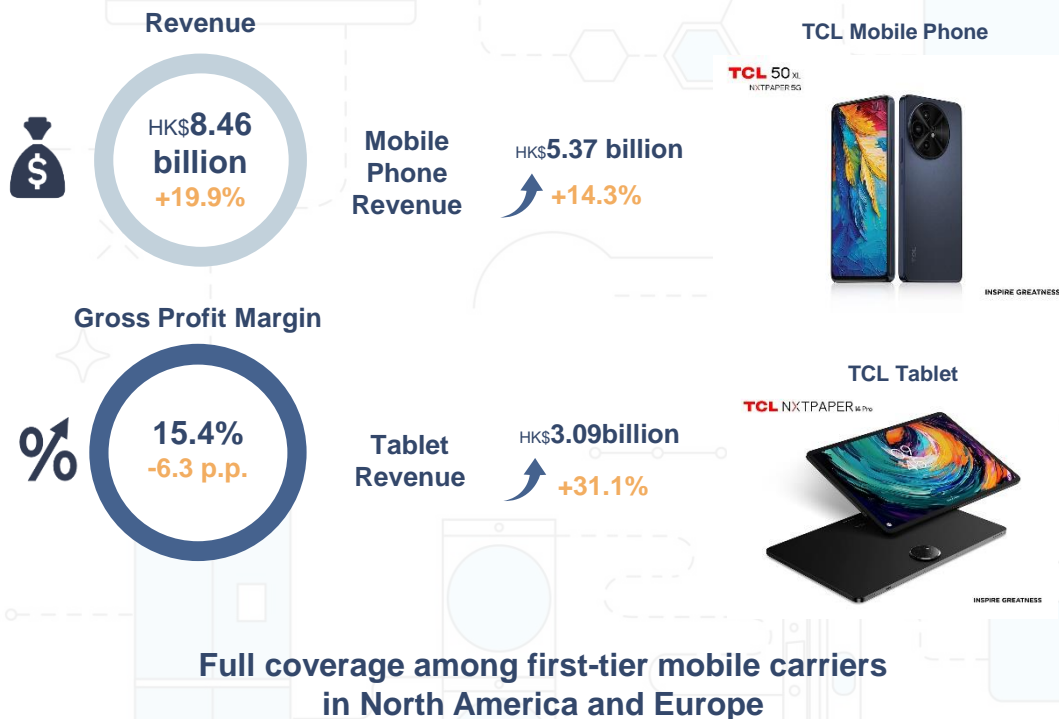 Revenue
HK$8.46
billion
+19.9%
Mobile
Phone
Revenue
HK$5.37 billion
+14.3%
TCL Mobile Phone
TCL 50 XL
NXTPAPER 5G
TCL
INSPIRE GREATNESS
Gross Profit Margin
15.4%
-6.3 p.p.
Tablet
Revenue
HK$3.09billion
+31.1%
TCL Tablet
TCL NXTPAPER 14 Pro
INSPIRE GREATNESS
Full coverage among first-tier mobile carriers
in North America and Europe